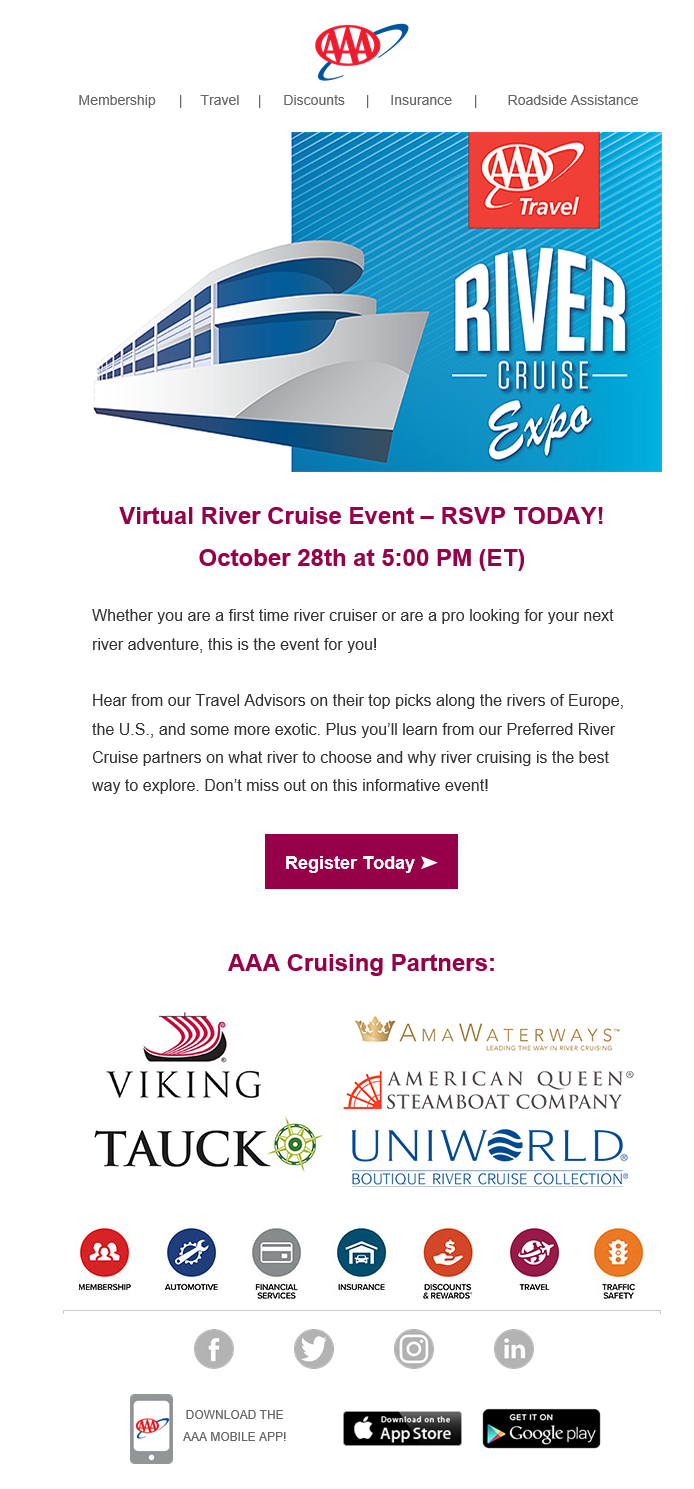 AAA
Membership | Travel | Discounts | Insurance | Roadside Assistance
AAA
Travel
RIVER
CRUISE
Expo
Virtual River Cruise Event – RSVP TODAY!
October 28th at 5:00 PM (ET)
Whether you are a first time river cruiser or are a pro looking for your next
river adventure, this is the event for you!
Hear from our Travel Advisors on their top picks along the rivers of Europe,
the U.S., and some more exotic. Plus you’ll learn from our Preferred River
Cruise partners on what river to choose and why river cruising is the best
way to explore. Don’t miss out on this informative event!
Register Today ➤
AAA Cruising Partners:
VIKING®
AMAWATERWAYS™
LEADING THE WAY IN RIVER CRUISING
AMERICAN QUEEN®
STEAMBOAT COMPANY
TAUCK
UNIWORLD®
BOUTIQUE RIVER CRUISE COLLECTION®
MEMBERSHIP
AUTOMOTIVE
FINANCIAL
SERVICES
INSURANCE
DISCOUNTS
& REWARDS®
TRAVEL
TRAFFIC
SAFETY
f
in
AAA
DOWNLOAD THE
AAA MOBILE APP!
Download on the
App Store
GET IT ON
Google play